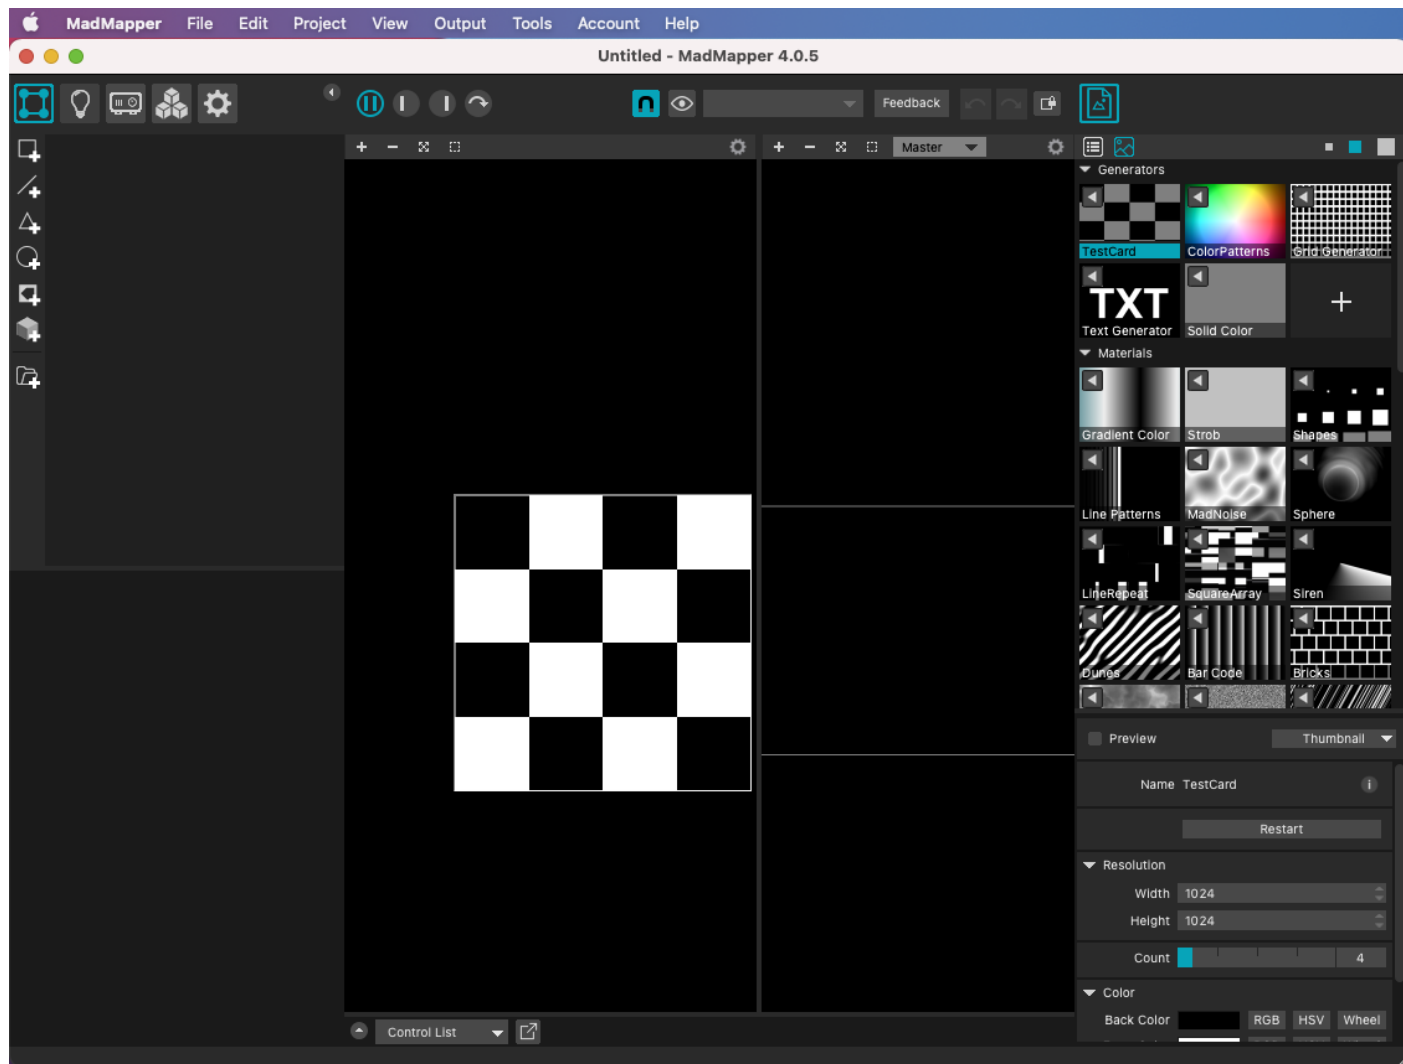 MadMapper File Edit Project View Output Tools Account Help
Untitled - MadMapper 4.0.5
Feedback
Master
Generators
TestCard ColorPatterns Grid Generator
TXT
Text Generator Solid Color
Materials
Gradient Color Strob Shapes
Line Patterns MadNoise Sphere
LineRepeat SquareArray Siren
Dunes Bar Code Bricks
Preview Thumbnail
Name TestCard
Restart
Resolution
Width 1024
Height 1024
Count 4
Color
Back Color RGB HSV Wheel
Control List